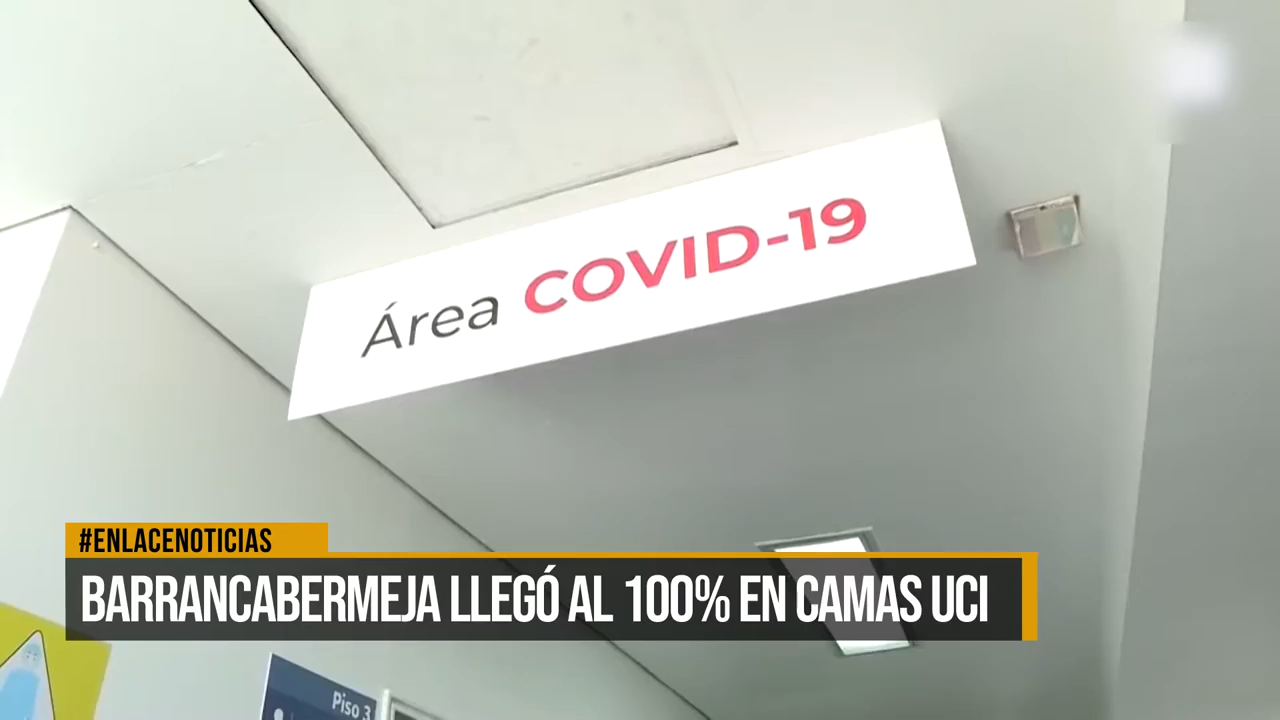 Área COVID-19
#ENLACENOTICIAS
BARRANCABERMEJA LLEGÓ AL 100% EN CAMAS UCI
Piso 3